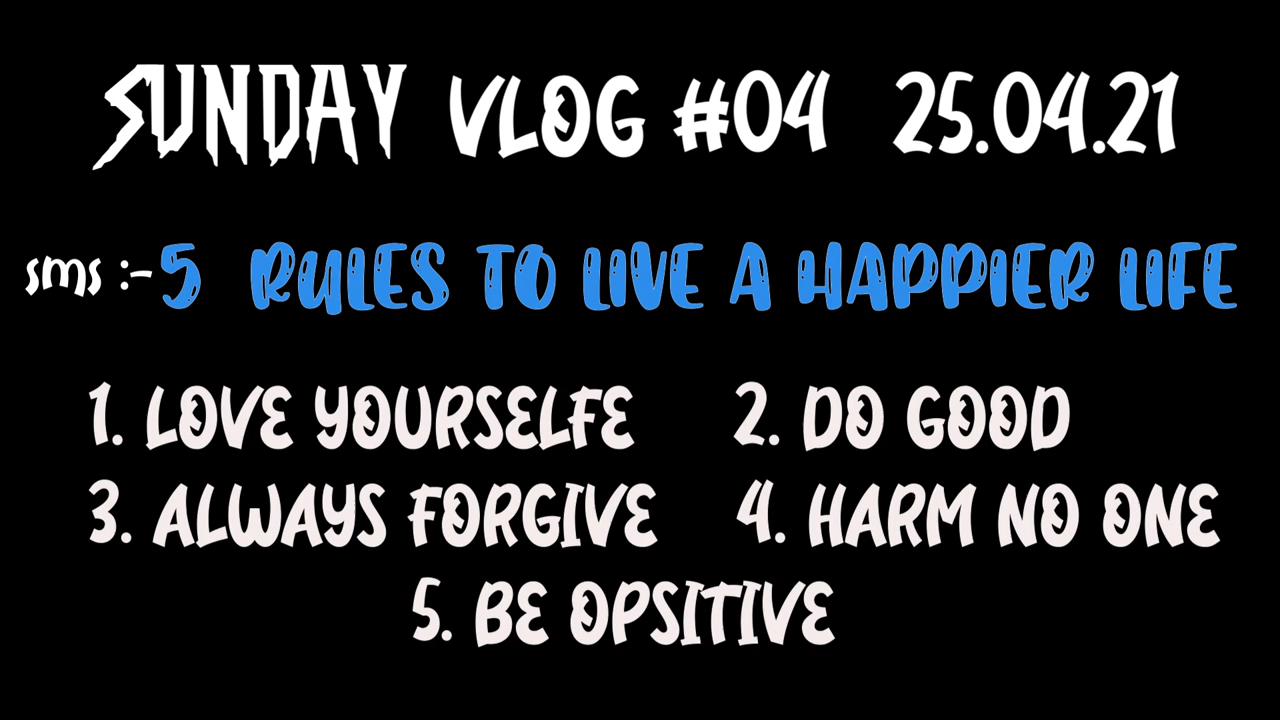 SUNDAY VLOG #04 25.04.21
sms :- 5 RULES TO LIVE A HAPPIER LIFE
1. LOVE YOURSELFE 2. DO GOOD
3. ALWAYS FORGIVE 4. HARM NO ONE
5. BE OPSITIVE